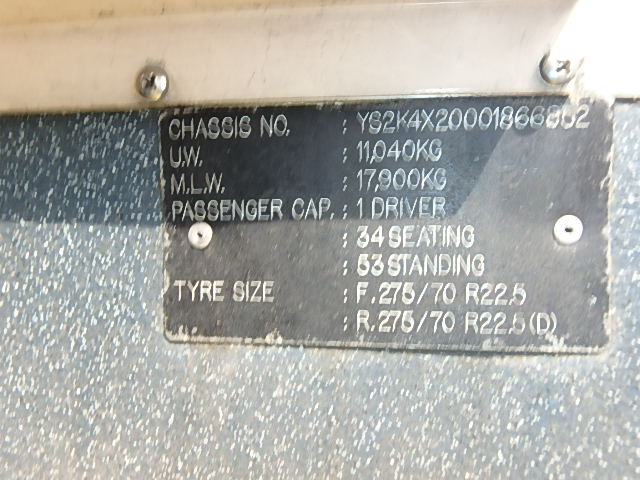 CHASSIS NO. : YS2K4X20001866902
U.W. : 11,040KG
M.L.W. : 17,900KG
PASSENGER CAP. : 1 DRIVER
: 34 SEATING
: 53 STANDING
TYRE SIZE : F.275/70 R22.5
: R.275/70 R22.5(D)